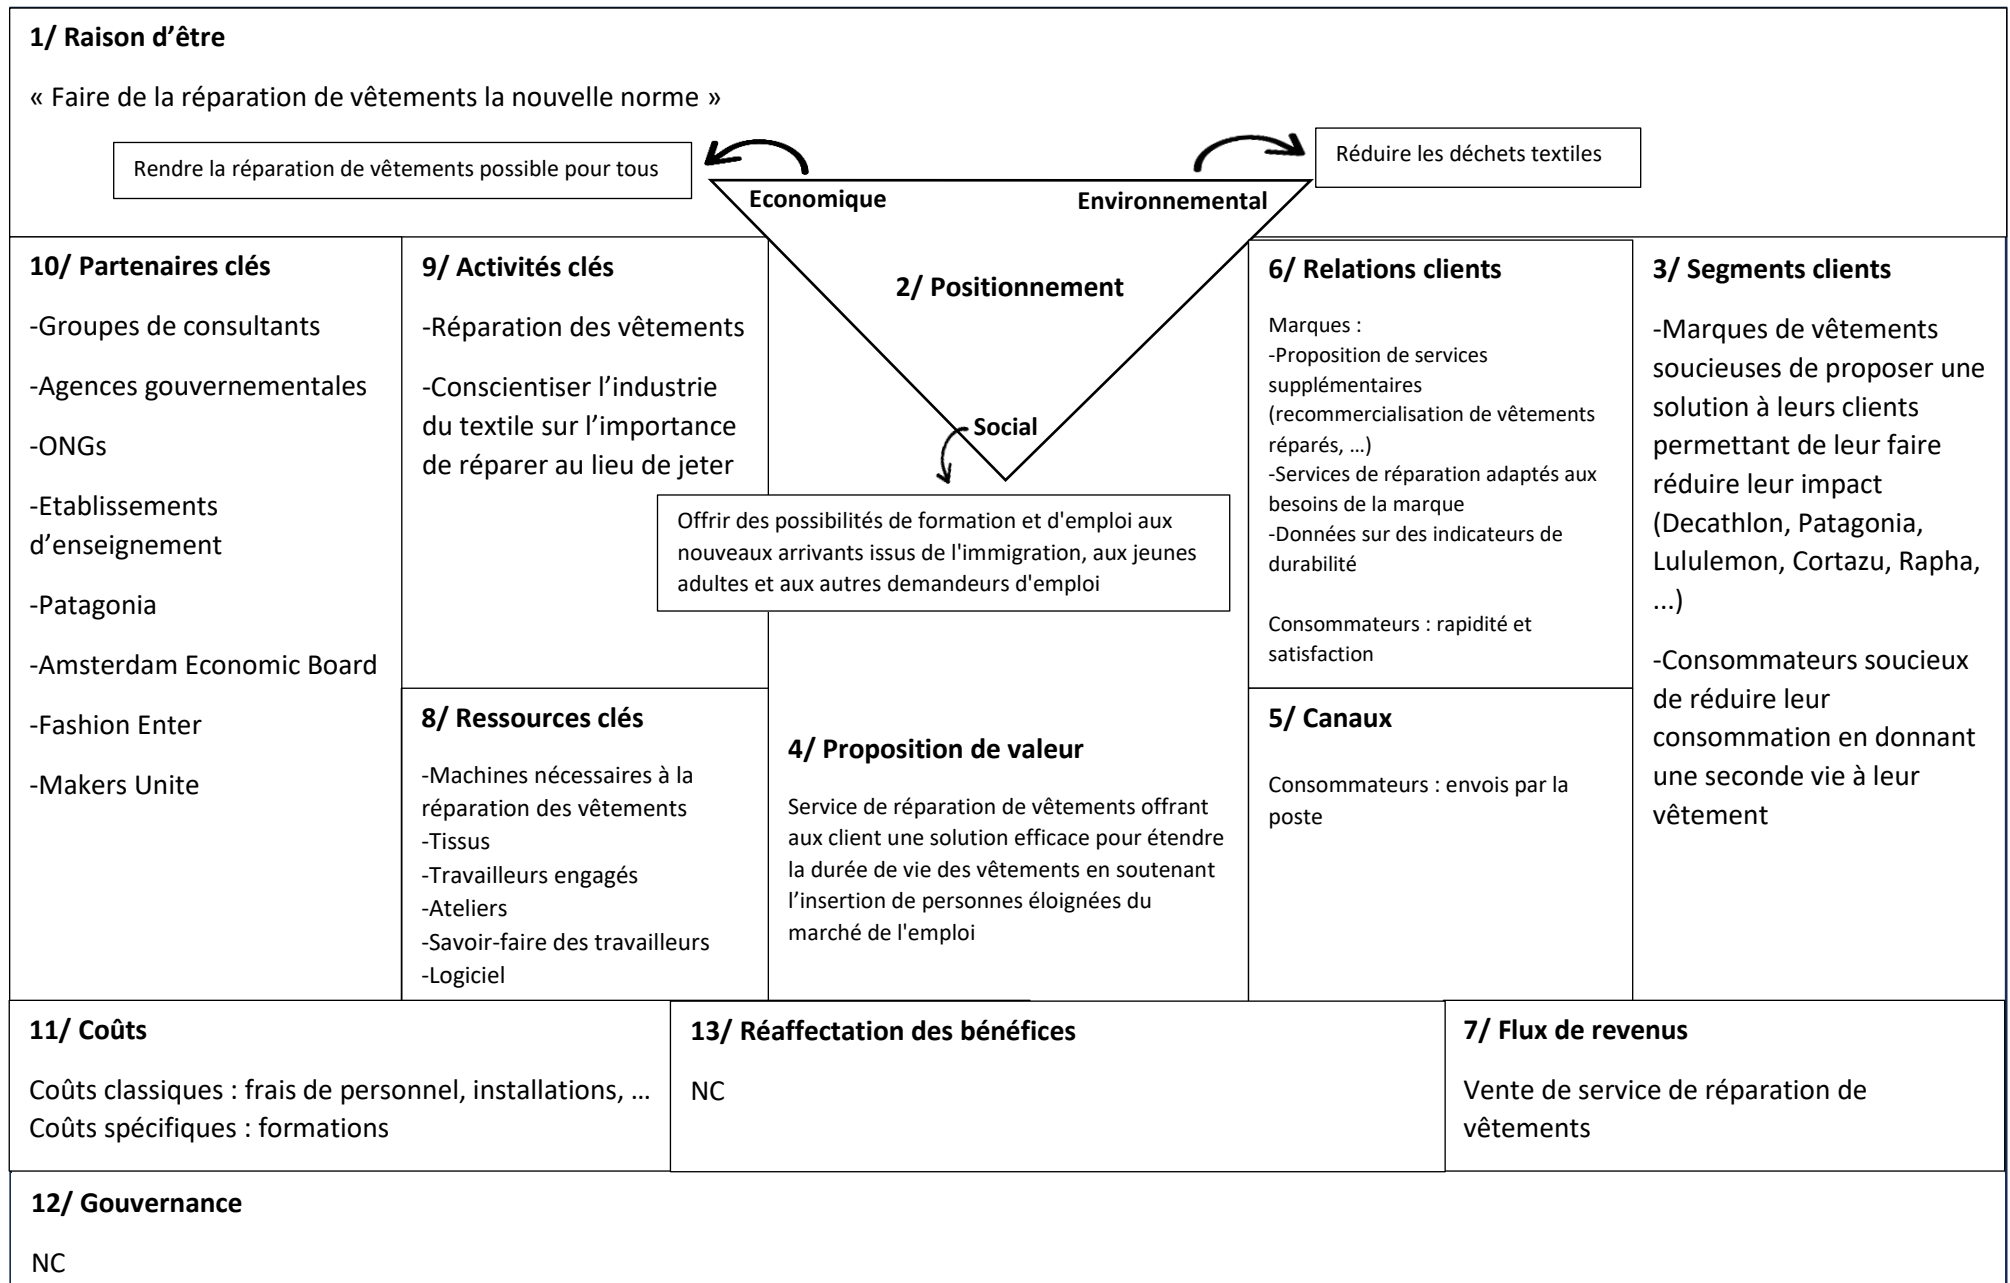 1/ Raison d’être
« Faire de la réparation de vêtements la nouvelle norme »
Rendre la réparation de vêtements possible pour tous
Réduire les déchets textiles
Economique
Environnemental
2/ Positionnement
Social
Offrir des possibilités de formation et d'emploi aux
nouveaux arrivants issus de l'immigration, aux jeunes
adultes et aux autres demandeurs d'emploi
10/ Partenaires clés
-Groupes de consultants
-Agences gouvernementales
-ONGs
-Etablissements
d’enseignement
-Patagonia
-Amsterdam Economic Board
-Fashion Enter
-Makers Unite
9/ Activités clés
-Réparation des vêtements
-Conscientiser l’industrie
du textile sur l’importance
de réparer au lieu de jeter
8/ Ressources clés
-Machines nécessaires à la
réparation des vêtements
-Tissus
-Travailleurs engagés
-Ateliers
-Savoir-faire des travailleurs
-Logiciel
4/ Proposition de valeur
Service de réparation de vêtements offrant
aux client une solution efficace pour étendre
la durée de vie des vêtements en soutenant
l’insertion de personnes éloignées du
marché de l'emploi
6/ Relations clients
Marques :
-Proposition de services
supplémentaires
(recommercialisation de vêtements
réparés, …)
-Services de réparation adaptés aux
besoins de la marque
-Données sur des indicateurs de
durabilité
Consommateurs : rapidité et
satisfaction
5/ Canaux
Consommateurs : envois par la
poste
3/ Segments clients
-Marques de vêtements
soucieuses de proposer une
solution à leurs clients
permettant de leur faire
réduire leur impact
(Decathlon, Patagonia,
Lululemon, Cortazu, Rapha,
...)
-Consommateurs soucieux
de réduire leur
consommation en donnant
une seconde vie à leur
vêtement
11/ Coûts
Coûts classiques : frais de personnel, installations, …
Coûts spécifiques : formations
13/ Réaffectation des bénéfices
NC
7/ Flux de revenus
Vente de service de réparation de
vêtements
12/ Gouvernance
NC